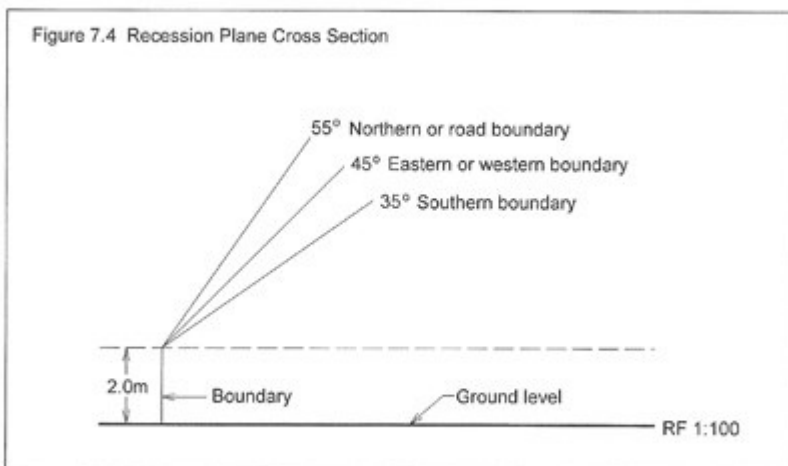 Figure 7.4 Recession Plane Cross Section
55° Northern or road boundary
45° Eastern or western boundary
35° Southern boundary
2.0m
Boundary
Ground level
RF 1:100